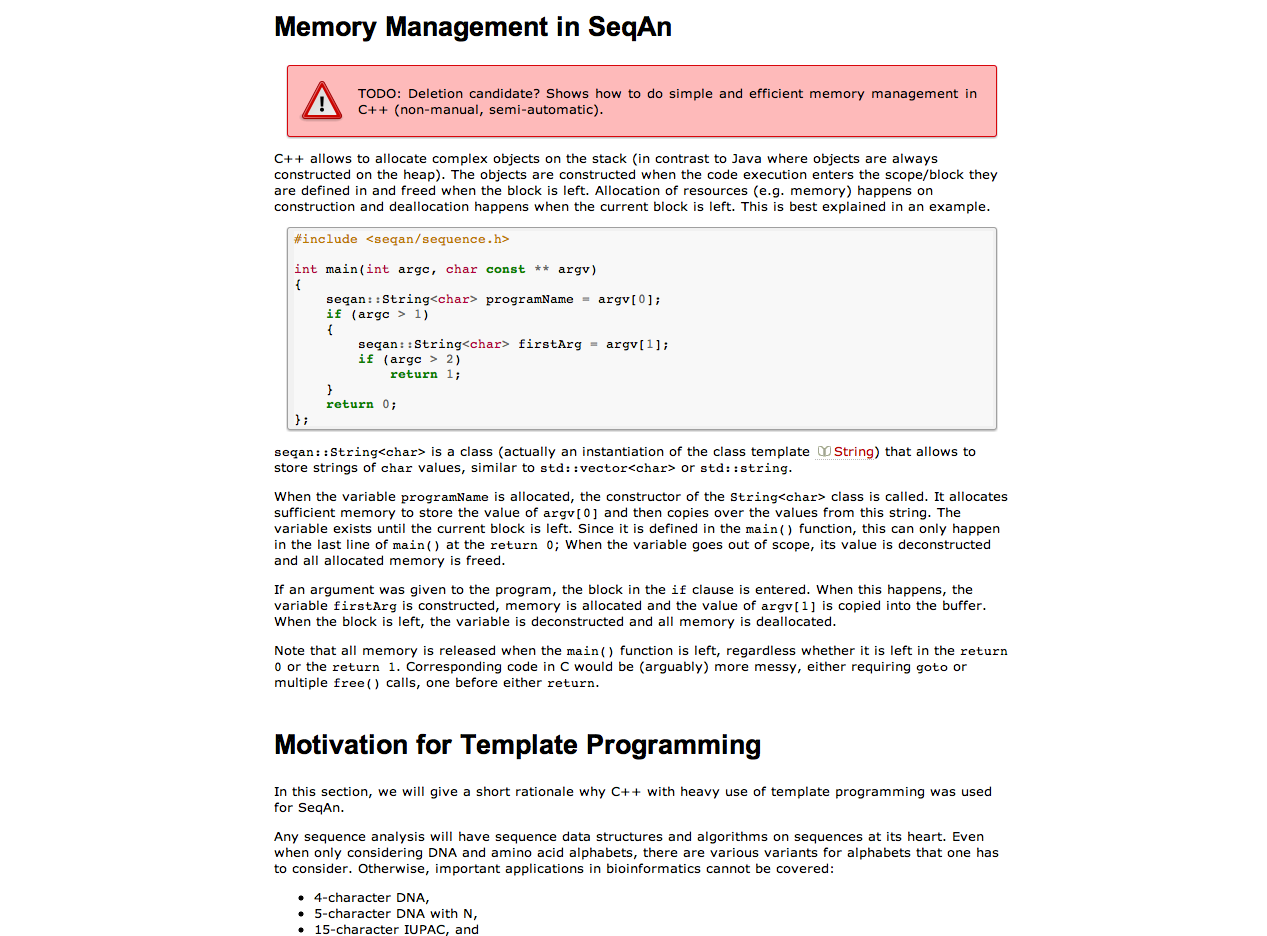 Memory Management in SeqAn
TODO: Deletion candidate? Shows how to do simple and efficient memory management in
C++ (non-manual, semi-automatic).
C++ allows to allocate complex objects on the stack (in contrast to Java where objects are always
constructed on the heap). The objects are constructed when the code execution enters the scope/block they
are defined in and freed when the block is left. Allocation of resources (e.g. memory) happens on
construction and deallocation happens when the current block is left. This is best explained in an example.
#include <seqan/sequence.h>
int main(int argc, char const ** argv)
{
    seqan::String<char> programName = argv[0];
    if (argc > 1)
    {
        seqan::String<char> firstArg = argv[1];
        if (argc > 2)
            return 1;
    }
    return 0;
};
seqan::String<char> is a class (actually an instantiation of the class template String) that allows to
store strings of char values, similar to std::vector<char> or std::string.
When the variable programName is allocated, the constructor of the String<char> class is called. It allocates
sufficient memory to store the value of argv[0] and then copies over the values from this string. The
variable exists until the current block is left. Since it is defined in the main() function, this can only happen
in the last line of main() at the return 0; When the variable goes out of scope, its value is deconstructed
and all allocated memory is freed.
If an argument was given to the program, the block in the if clause is entered. When this happens, the
variable firstArg is constructed, memory is allocated and the value of argv[1] is copied into the buffer.
When the block is left, the variable is deconstructed and all memory is deallocated.
Note that all memory is released when the main() function is left, regardless whether it is left in the return
0 or the return 1. Corresponding code in C would be (arguably) more messy, either requiring goto or
multiple free() calls, one before either return.
Motivation for Template Programming
In this section, we will give a short rationale why C++ with heavy use of template programming was used
for SeqAn.
Any sequence analysis will have sequence data structures and algorithms on sequences at its heart. Even
when only considering DNA and amino acid alphabets, there are various variants for alphabets that one has
to consider. Otherwise, important applications in bioinformatics cannot be covered:
• 4-character DNA,
• 5-character DNA with N,
• 15-character IUPAC, and